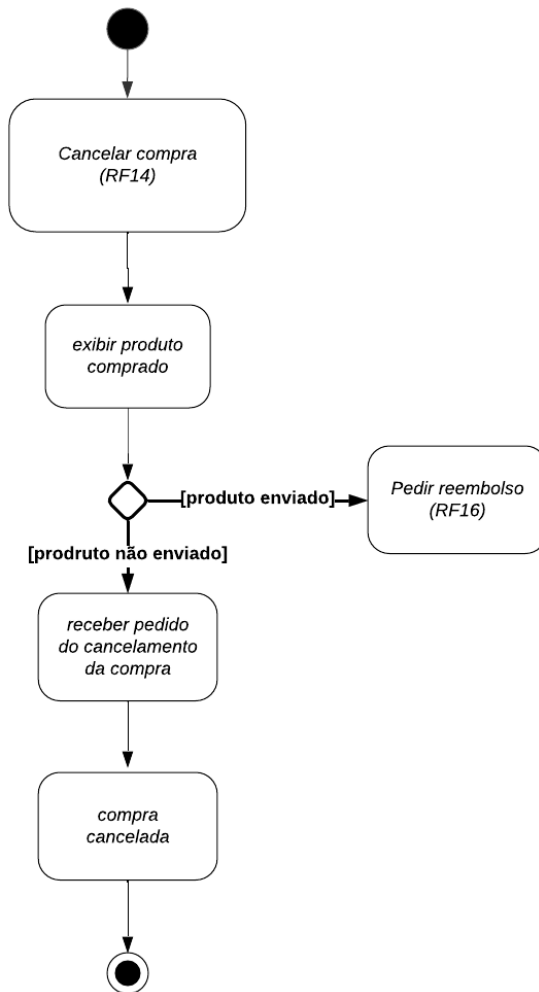 Cancelar compra
(RF14)
exibir produto
comprado
[produto enviado]
Pedir reembolso
(RF16)
[prodruto não enviado]
receber pedido
do cancelamento
da compra
compra
cancelada